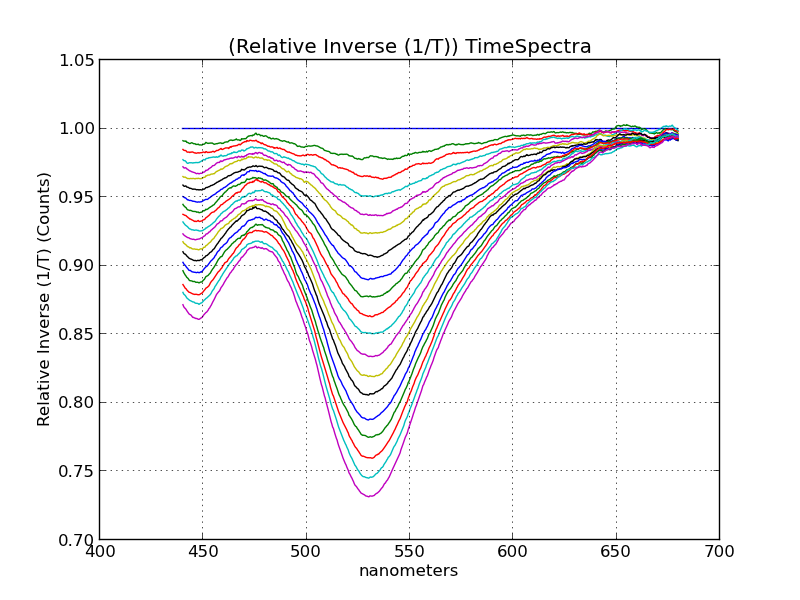 (Relative Inverse (1/T)) TimeSpectra
Relative Inverse (1/T) (Counts)
1.05
1.00
0.95
0.90
0.85
0.80
0.75
0.70
400 450 500 550 600 650 700
nanometers